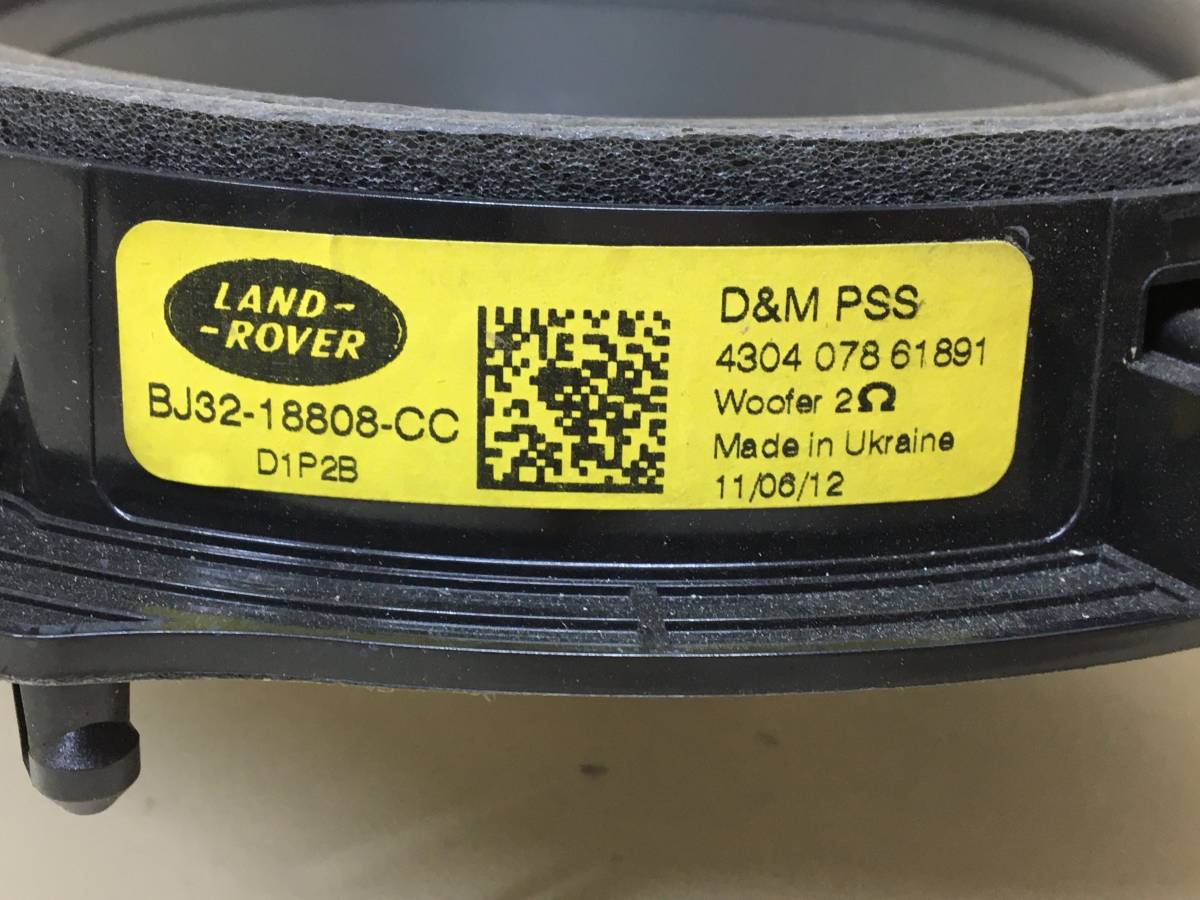 LAND-
-ROVER
BJ32-18808-CC
D1P2B
D&M PSS
4304 078 61891
Woofer 2Ω
Made in Ukraine
11/06/12